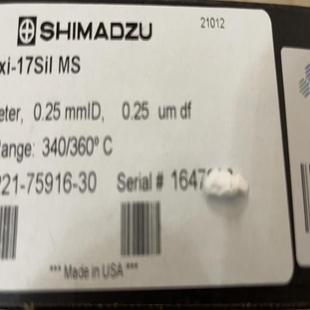 SHIMADZU
21012
xi-17Sil MS
eter, 0.25 mmID, 0.25 um df
ange: 340/360° C
221-75916-30 Serial # 1647
*** Made in USA ***